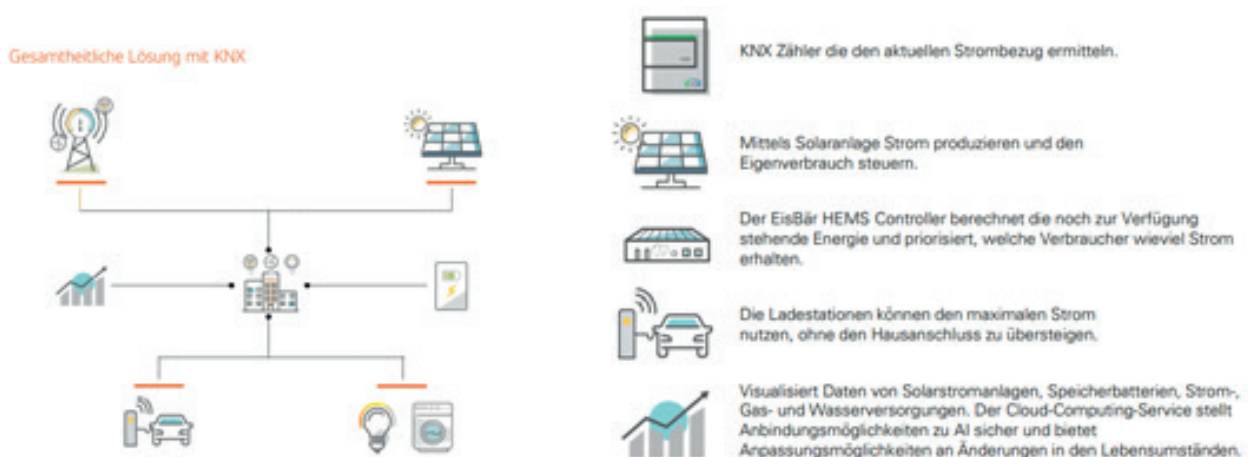 Gesamtheitliche Lösung mit KNX
KNX Zähler die den aktuellen Strombezug ermitteln.
Mittels Solaranlage Strom produzieren und den
Eigenverbrauch steuern.
Der EisBär HEMS Controller berechnet die noch zur Verfügung
stehende Energie und priorisiert, welche Verbraucher wieviel Strom
erhalten.
Die Ladestationen können den maximalen Strom
nutzen, ohne den Hausanschluss zu übersteigen.
Visualisiert Daten von Solarstromanlagen, Speicherbatterien, Strom-,
Gas- und Wasserversorgungen. Der Cloud-Computing-Service stellt
Anbindungsmöglichkeiten zu AI sicher und bietet
Anpassungsmöglichkeiten an Änderungen in den Lebensumständen.